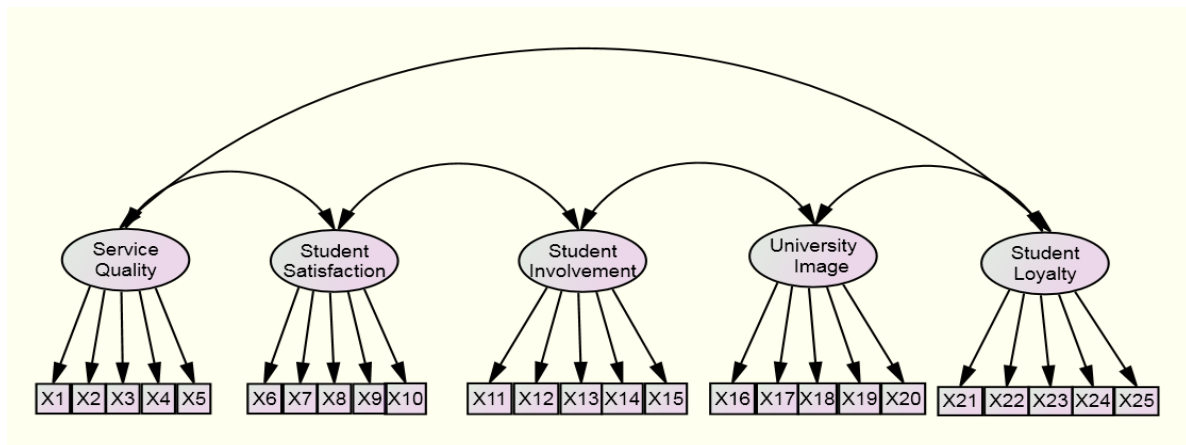 Service
Quality
Student
Satisfaction
Student
Involvement
University
Image
Student
Loyalty
X1 X2 X3 X4 X5
X6 X7 X8 X9 X10
X11 X12 X13 X14 X15
X16 X17 X18 X19 X20
X21 X22 X23 X24 X25